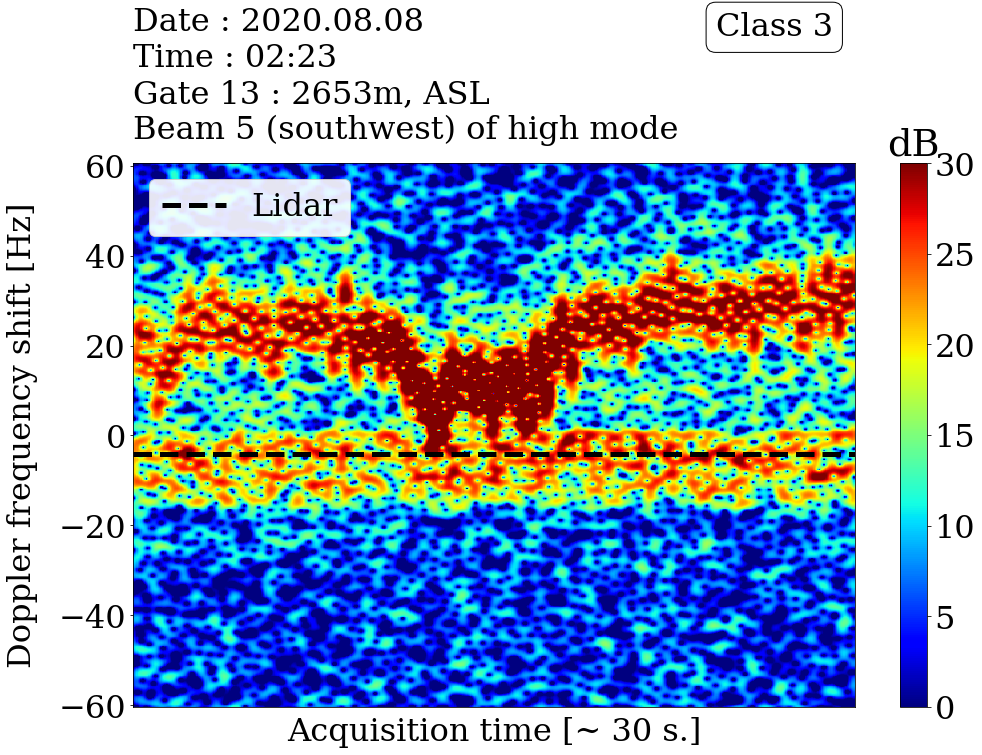 Date : 2020.08.08
Time : 02:23
Gate 13 : 2653m, ASL
Beam 5 (southwest) of high mode
Class 3
dB
Lidar
60
40
20
0
−20
−40
−60
Doppler frequency shift [Hz]
Acquisition time [~ 30 s.]
30
25
20
15
10
5
0